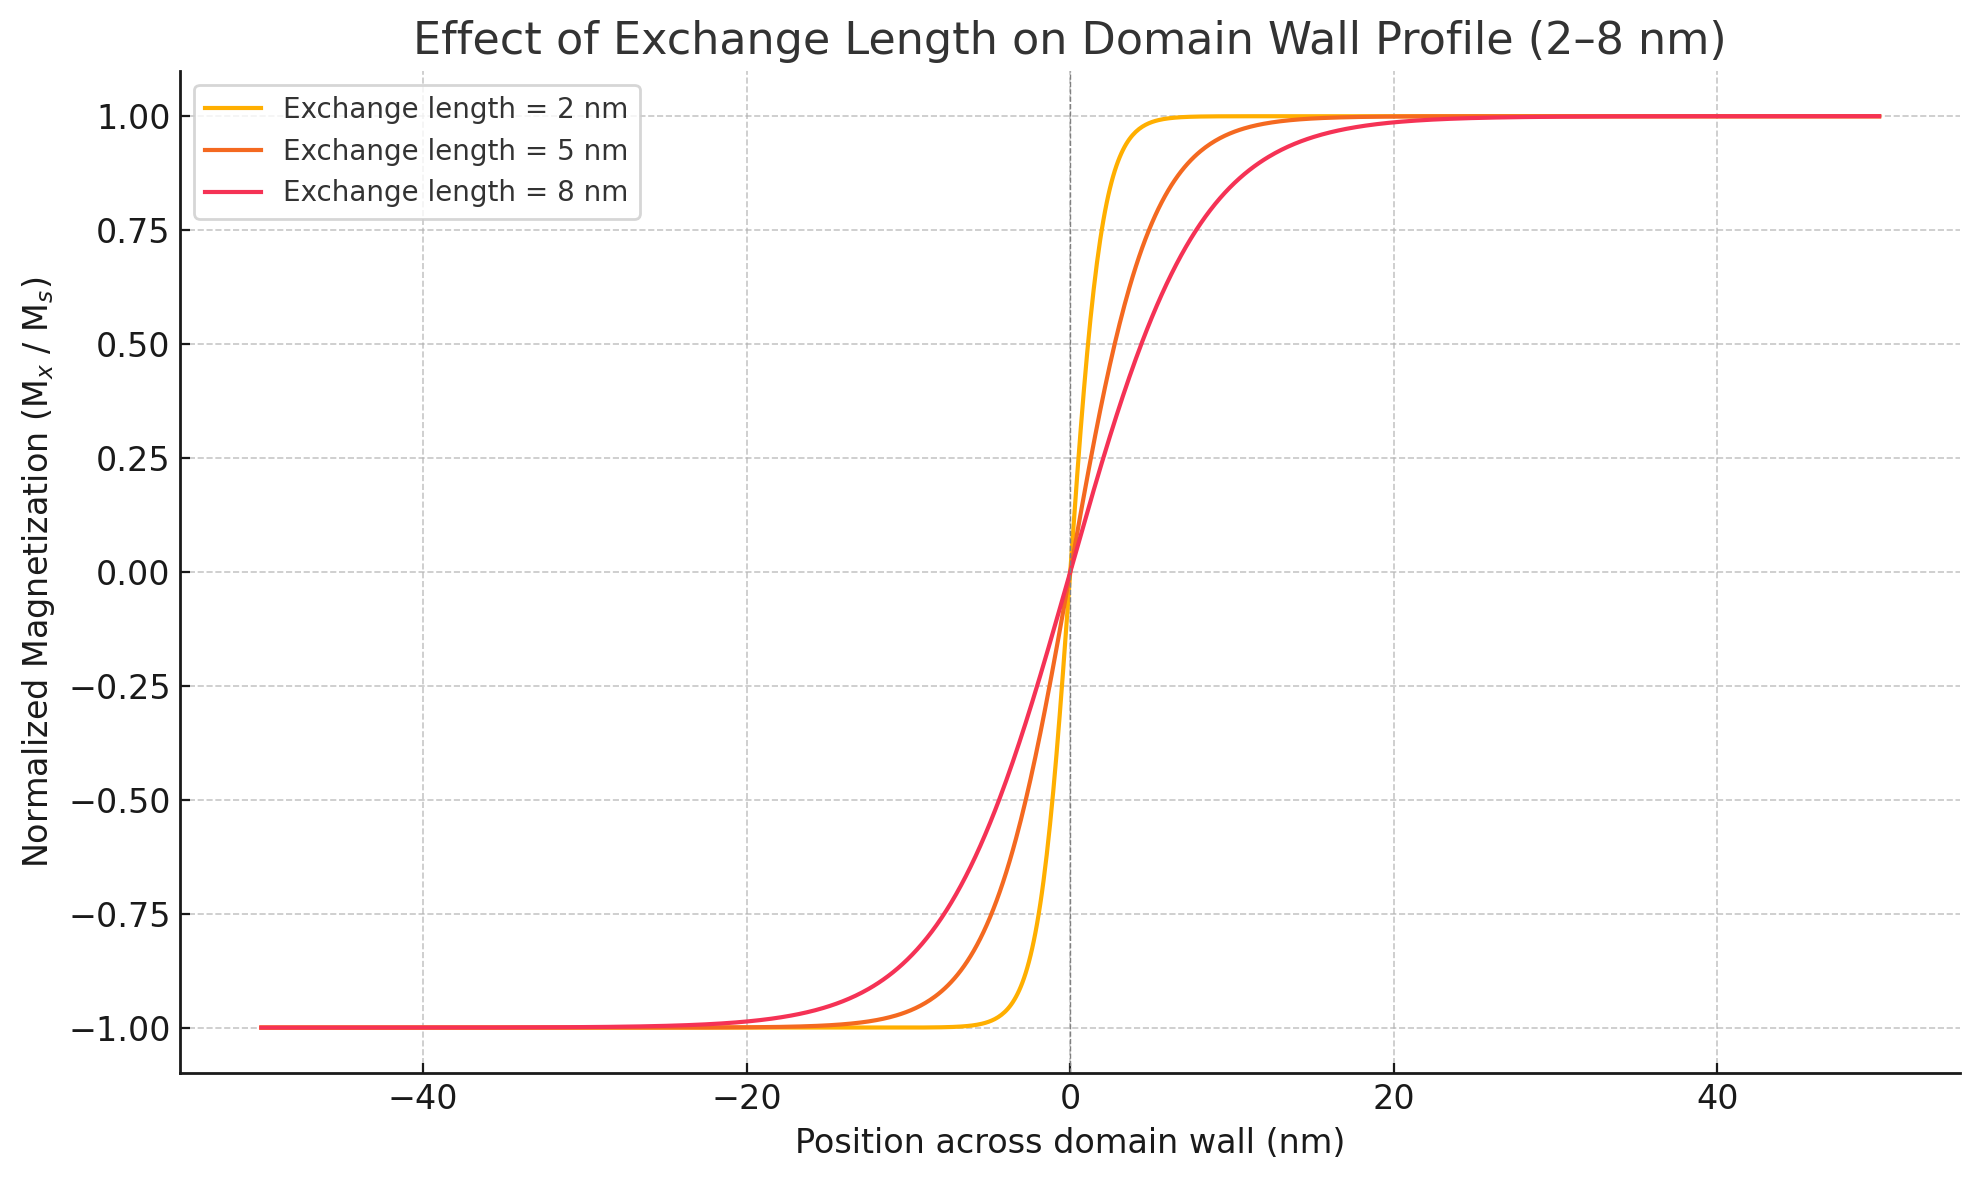 Effect of Exchange Length on Domain Wall Profile (2–8 nm)
Exchange length = 2 nm
Exchange length = 5 nm
Exchange length = 8 nm
Normalized Magnetization (Mₓ / Mₛ)
1.00
0.75
0.50
0.25
0.00
−0.25
−0.50
−0.75
−1.00
−40
−20
0
20
40
Position across domain wall (nm)